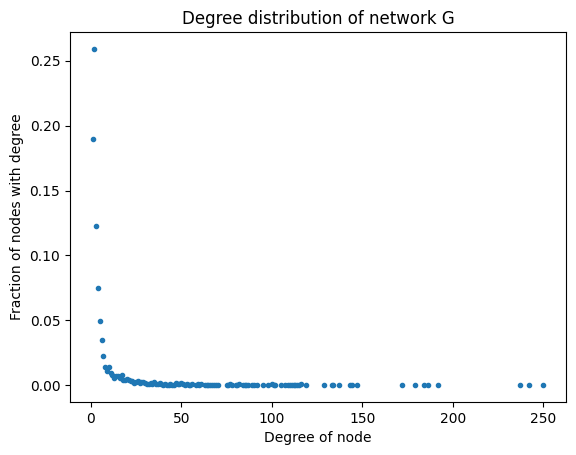 Degree distribution of network G
Fraction of nodes with degree
0.25
0.20
0.15
0.10
0.05
0.00
0 50 100 150 200 250
Degree of node